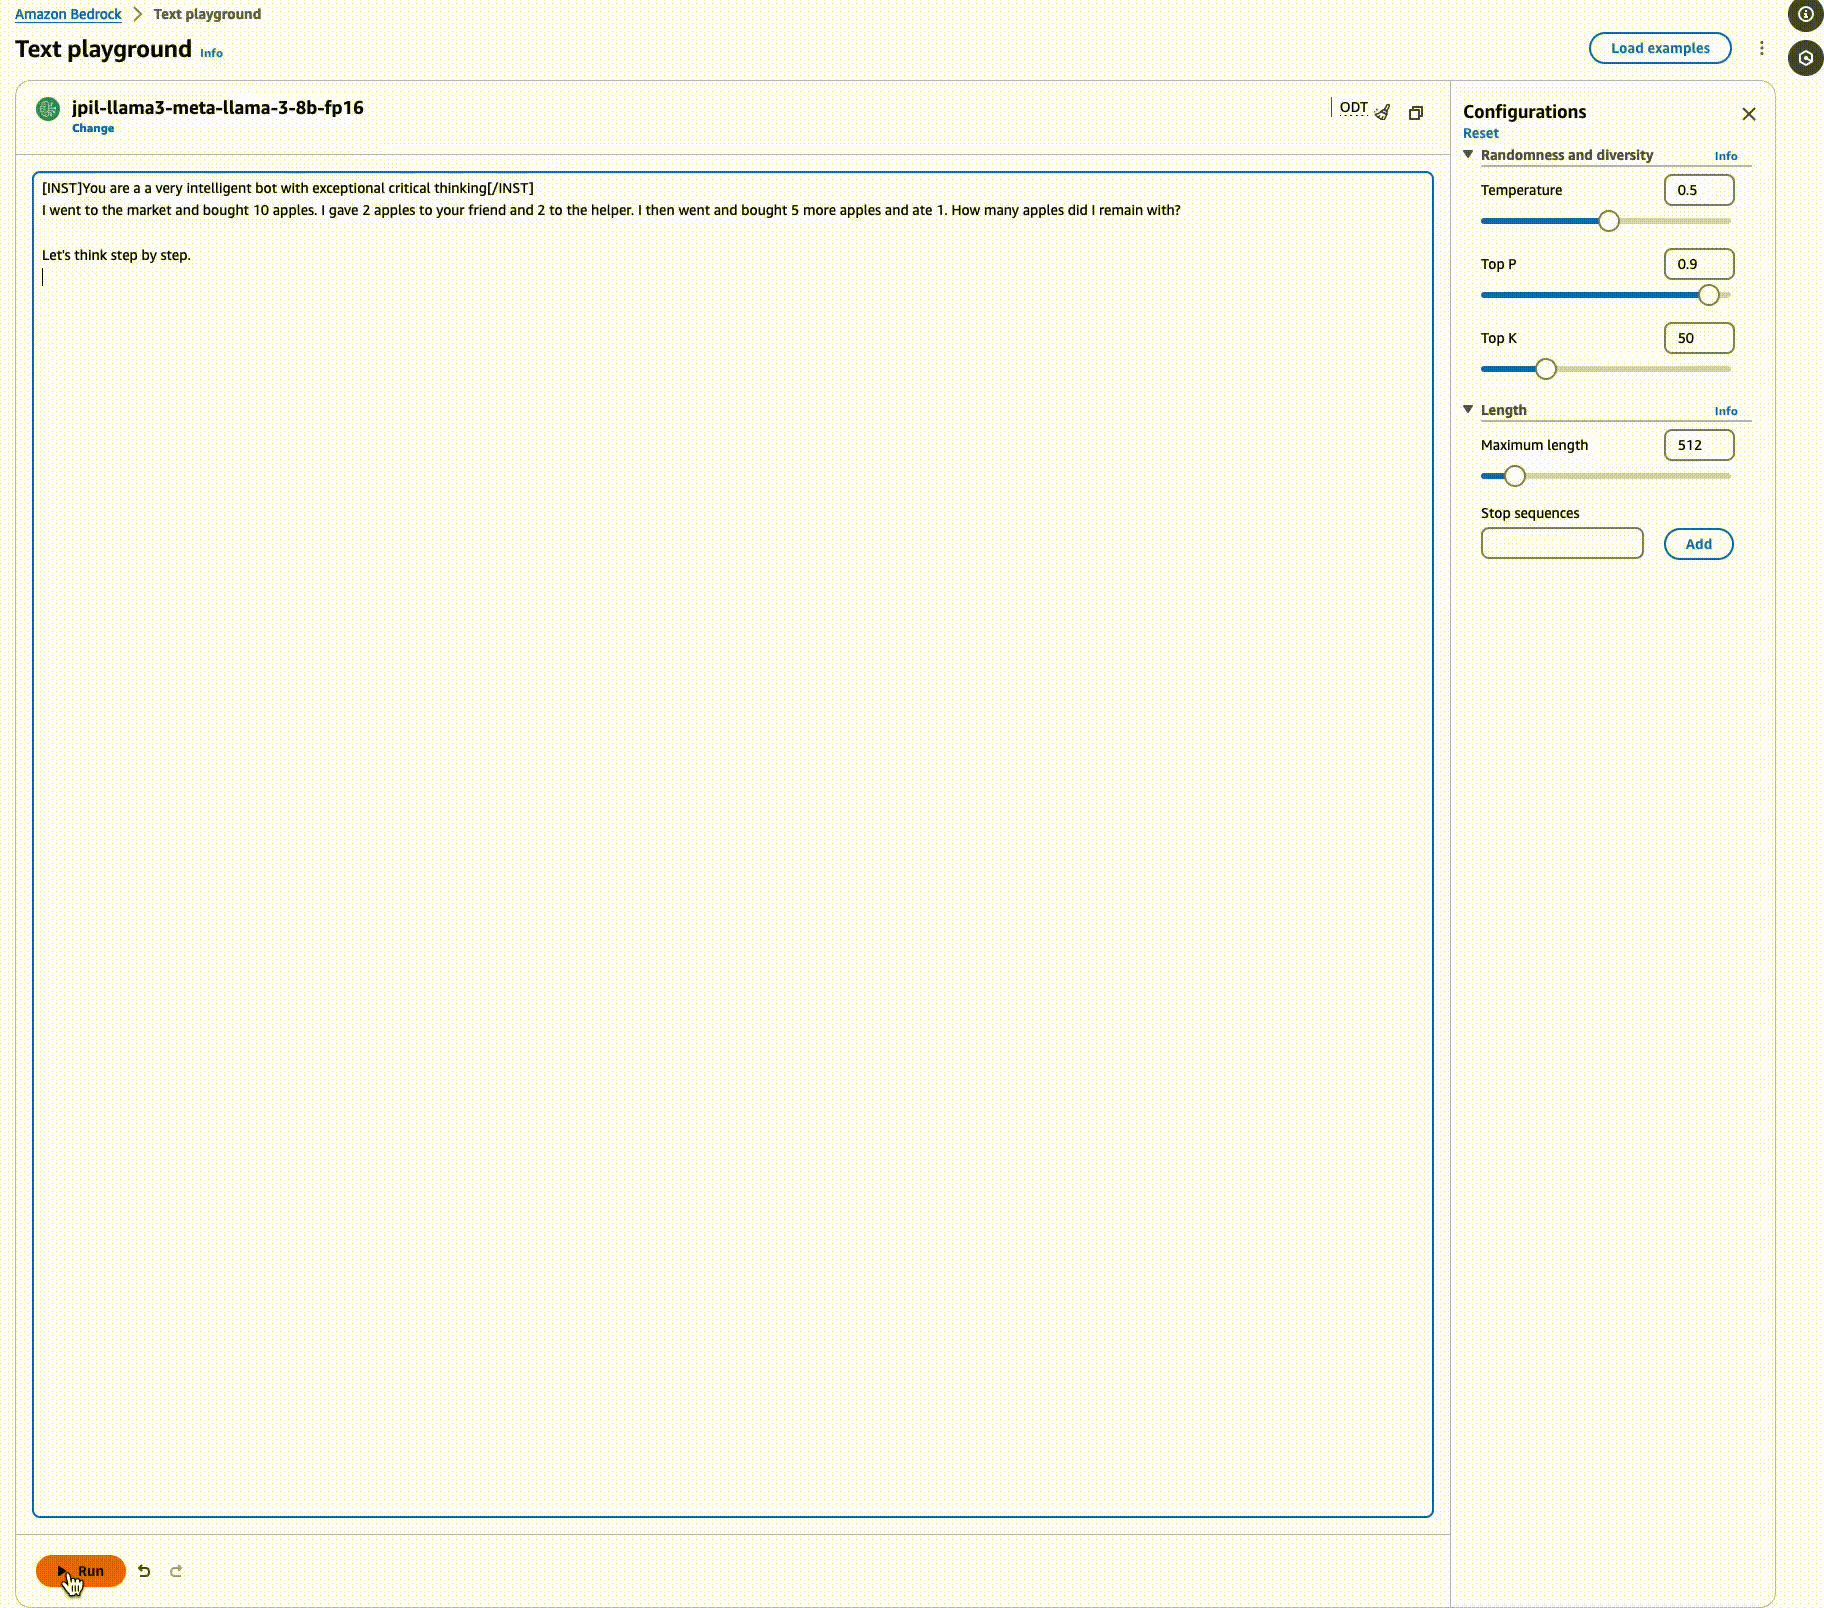 Amazon Bedrock > Text playground
Text playground Info
Load examples
jpil-llama3-meta-llama-3-8b-fp16
Change
ODT
[INST]You are a a very intelligent bot with exceptional critical thinking[/INST]
I went to the market and bought 10 apples. I gave 2 apples to your friend and 2 to the helper. I then went and bought 5 more apples and ate 1. How many apples did I remain with?
Let's think step by step.
Run
Configurations
Reset
Randomness and diversity Info
Temperature 0.5
Top P 0.9
Top K 50
Length Info
Maximum length 512
Stop sequences
Add